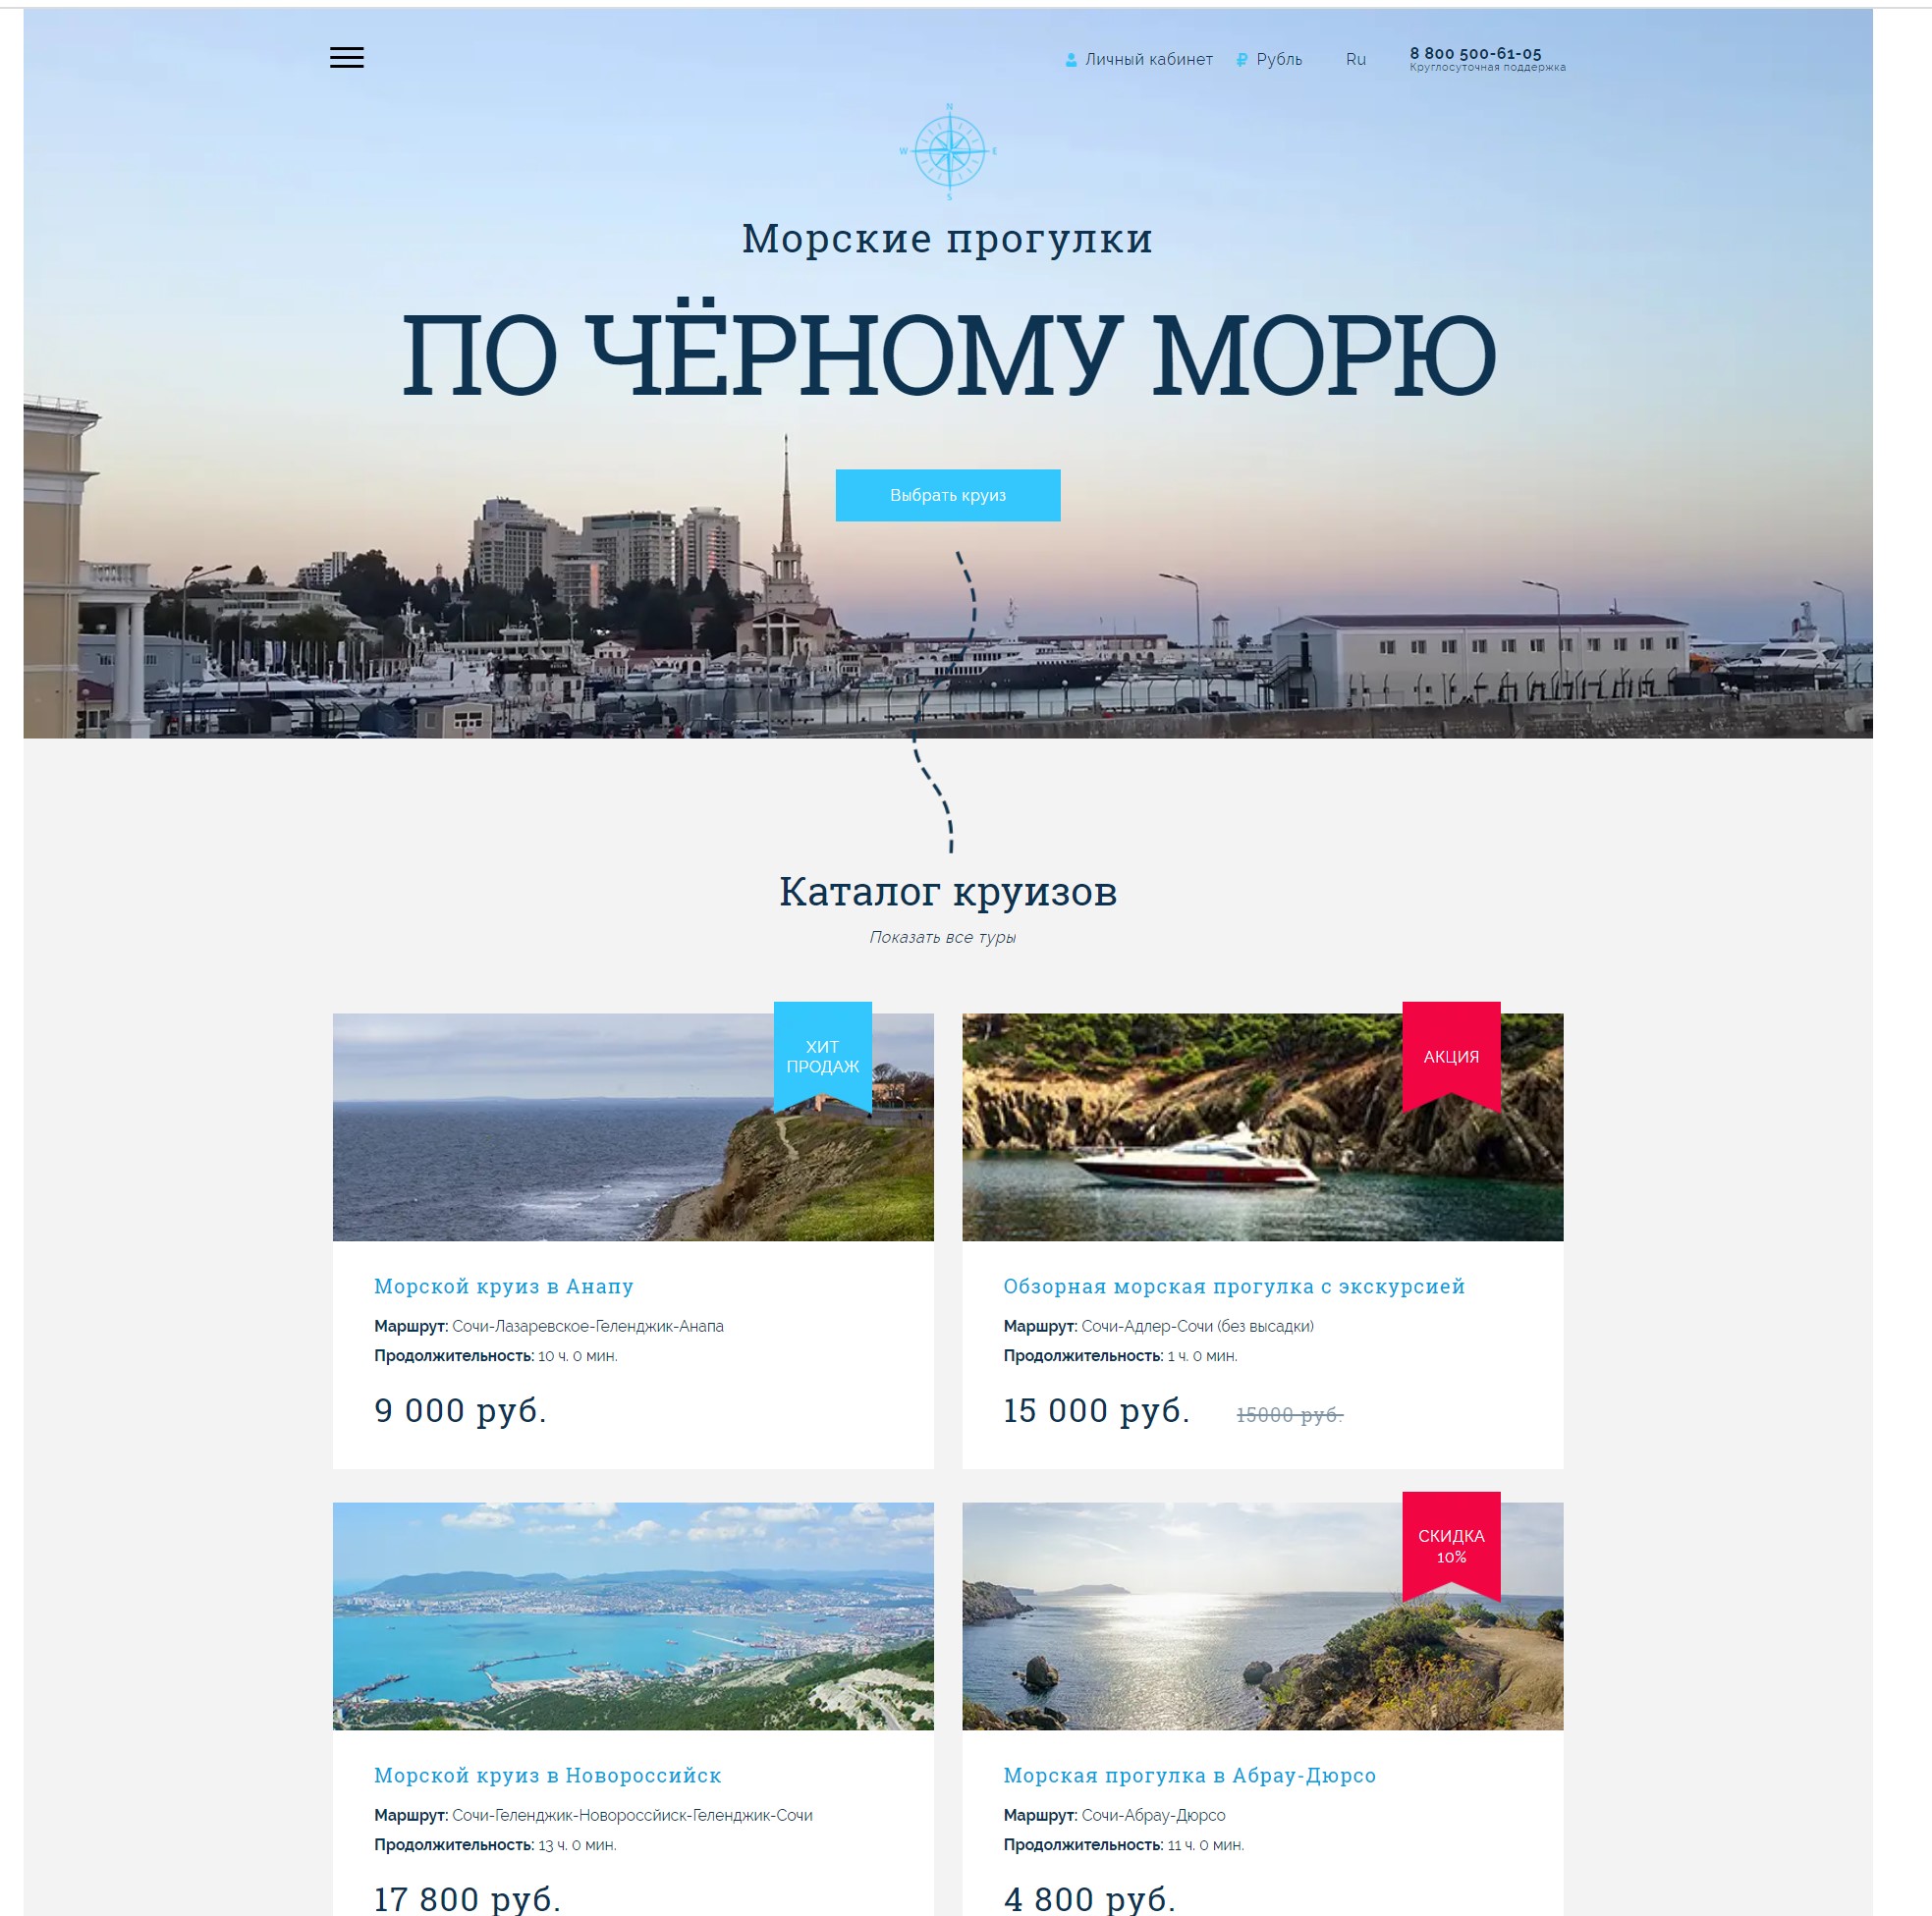 Личный кабинет
Рубль
Ru
8 800 500-61-05
Круглосуточная поддержка
N
W E
S
Морские прогулки
ПО ЧЁРНОМУ МОРЮ
Выбрать круиз
Каталог круизов
Показать все туры
ХИТ
ПРОДАЖ
Морской круиз в Анапу
Маршрут: Сочи-Лазаревское-Геленджик-Анапа
Продолжительность: 10 ч. 0 мин.
9 000 руб.
АКЦИЯ
Обзорная морская прогулка с экскурсией
Маршрут: Сочи-Адлер-Сочи (без высадки)
Продолжительность: 1 ч. 0 мин.
15 000 руб. 15000 руб.
Морской круиз в Новороссийск
Маршрут: Сочи-Геленджик-Новороссйиск-Геленджик-Сочи
Продолжительность: 13 ч. 0 мин.
17 800 руб.
СКИДКА
10%
Морская прогулка в Абрау-Дюрсо
Маршрут: Сочи-Абрау-Дюрсо
Продолжительность: 11 ч. 0 мин.
4 800 руб.